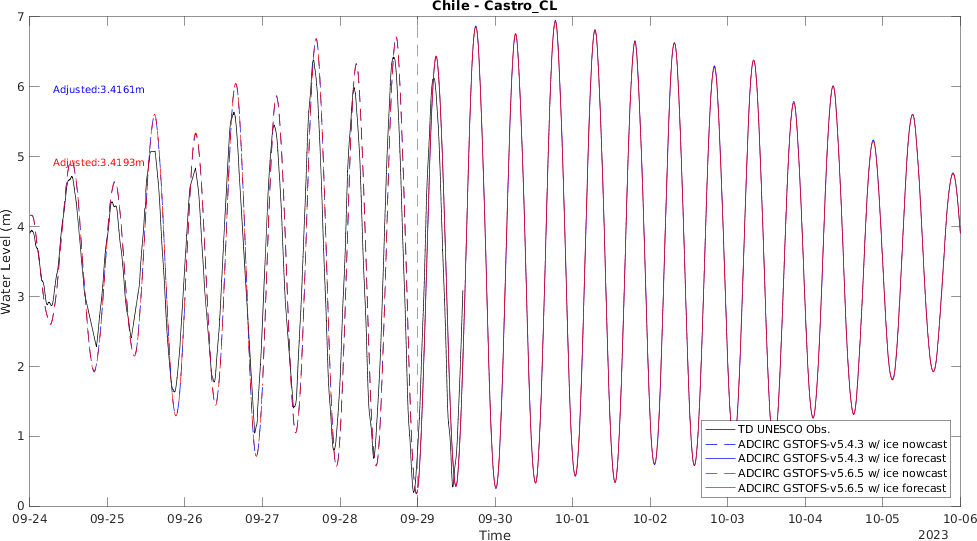 Chile - Castro_CL
7
6
5
4
3
2
1
0
Water Level (m)
Adjusted:3.4161m
Adjusted:3.4193m
TD UNESCO Obs.
ADCIRC GSTOFS-v5.4.3 w/ ice nowcast
ADCIRC GSTOFS-v5.4.3 w/ ice forecast
ADCIRC GSTOFS-v5.6.5 w/ ice nowcast
ADCIRC GSTOFS-v5.6.5 w/ ice forecast
09-24 09-25 09-26 09-27 09-28 09-29 09-30 10-01 10-02 10-03 10-04 10-05 10-06
Time
2023